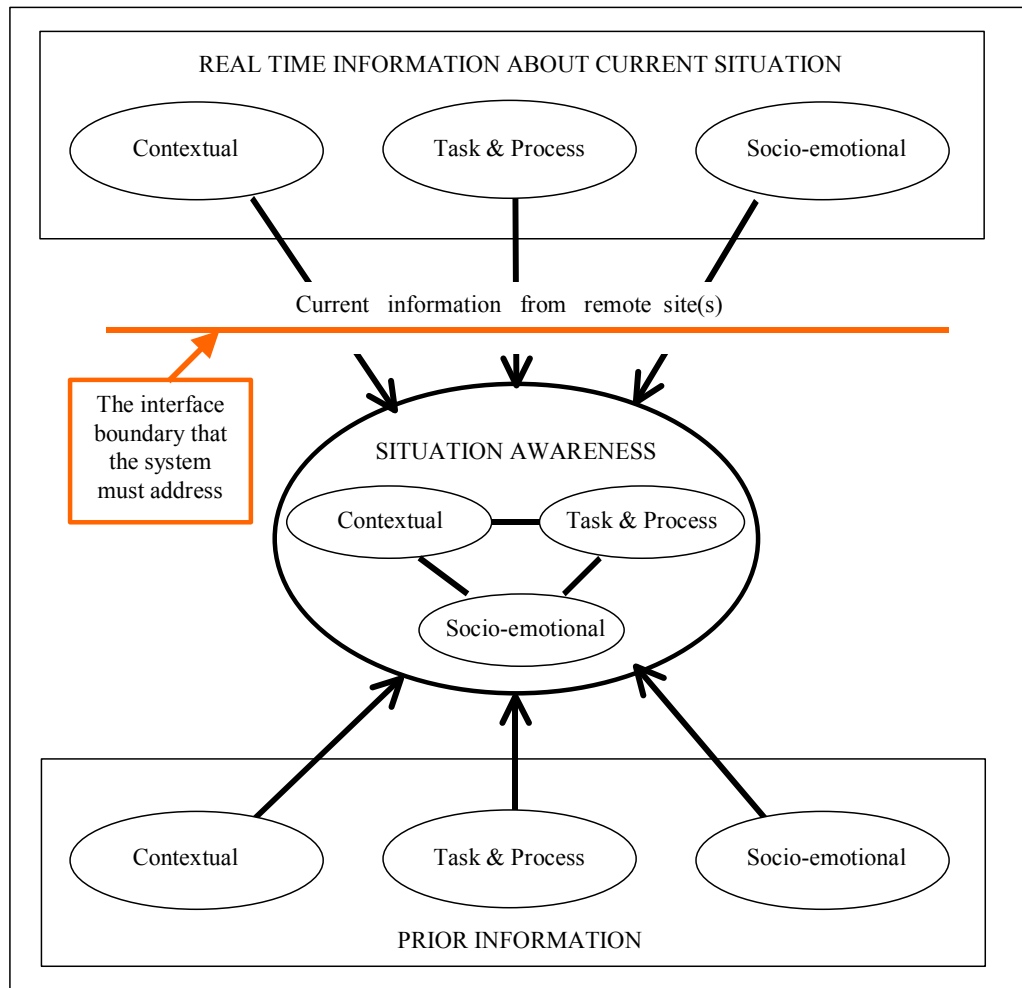 REAL TIME INFORMATION ABOUT CURRENT SITUATION
Contextual
Task & Process
Socio-emotional
Current information from remote site(s)
The interface
boundary that
the system
must address
SITUATION AWARENESS
Contextual
Task & Process
Socio-emotional
Contextual
Task & Process
Socio-emotional
PRIOR INFORMATION